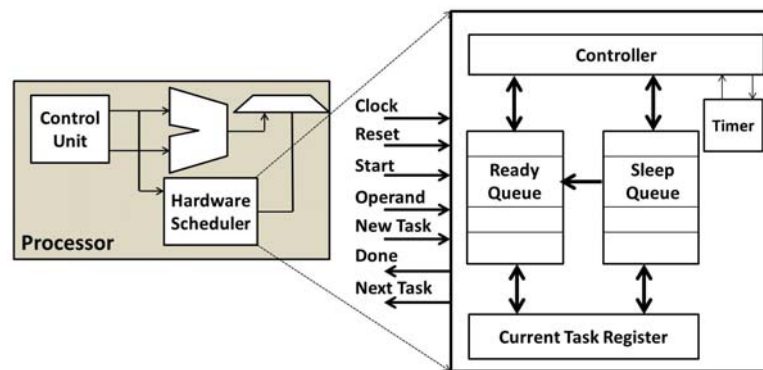 Control
Unit
Hardware
Scheduler
Processor
Clock
Reset
Start
Operand
New Task
Done
Next Task
Controller
Timer
Ready
Queue
Sleep
Queue
Current Task Register